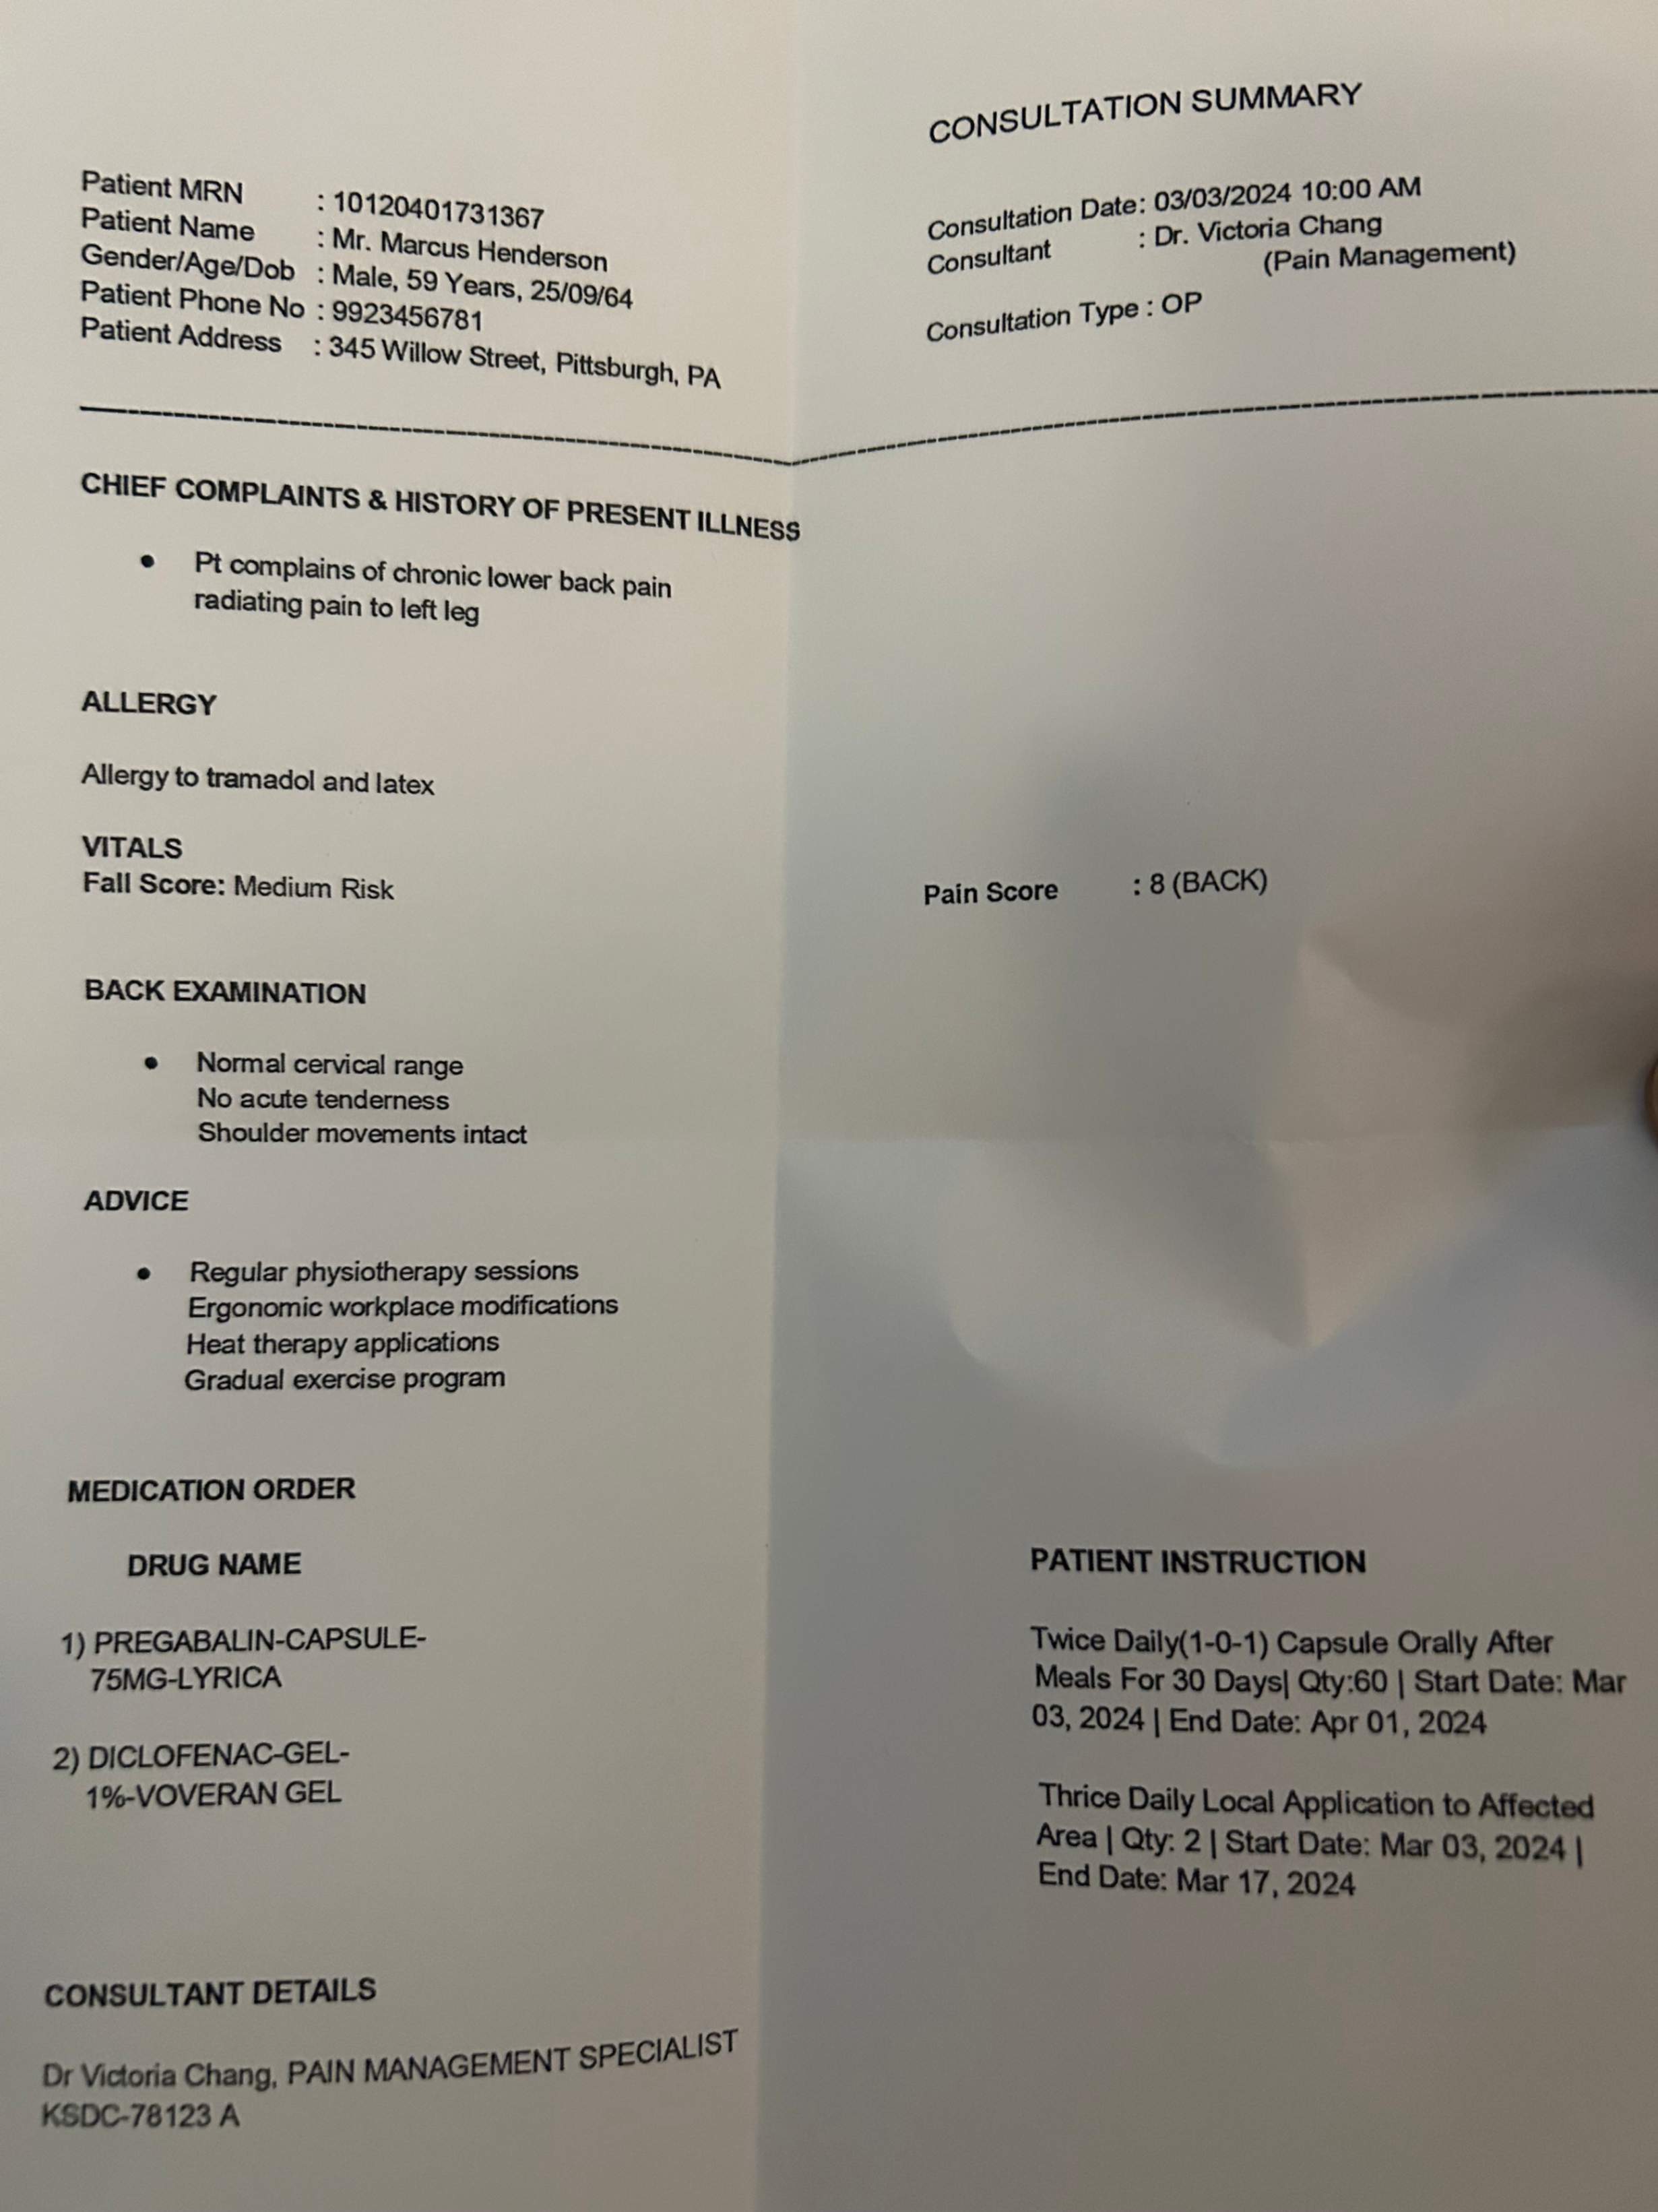 CONSULTATION SUMMARY
Patient MRN : 10120401731367
Patient Name : Mr. Marcus Henderson
Gender/Age/Dob : Male, 59 Years, 25/09/64
Patient Phone No : 9923456781
Patient Address : 345 Willow Street, Pittsburgh, PA
Consultation Date: 03/03/2024 10:00 AM
Consultant : Dr. Victoria Chang
(Pain Management)
Consultation Type : OP
CHIEF COMPLAINTS & HISTORY OF PRESENT ILLNESS
• Pt complains of chronic lower back pain
radiating pain to left leg
ALLERGY
Allergy to tramadol and latex
VITALS
Fall Score: Medium Risk
Pain Score : 8 (BACK)
BACK EXAMINATION
• Normal cervical range
No acute tenderness
Shoulder movements intact
ADVICE
• Regular physiotherapy sessions
Ergonomic workplace modifications
Heat therapy applications
Gradual exercise program
MEDICATION ORDER
DRUG NAME
PATIENT INSTRUCTION
1) PREGABALIN-CAPSULE-
75MG-LYRICA
Twice Daily(1-0-1) Capsule Orally After
Meals For 30 Days| Qty:60 | Start Date: Mar
03, 2024 | End Date: Apr 01, 2024
2) DICLOFENAC-GEL-
1%-VOVERAN GEL
Thrice Daily Local Application to Affected
Area | Qty: 2 | Start Date: Mar 03, 2024 |
End Date: Mar 17, 2024
CONSULTANT DETAILS
Dr Victoria Chang, PAIN MANAGEMENT SPECIALIST
KSDC-78123 A